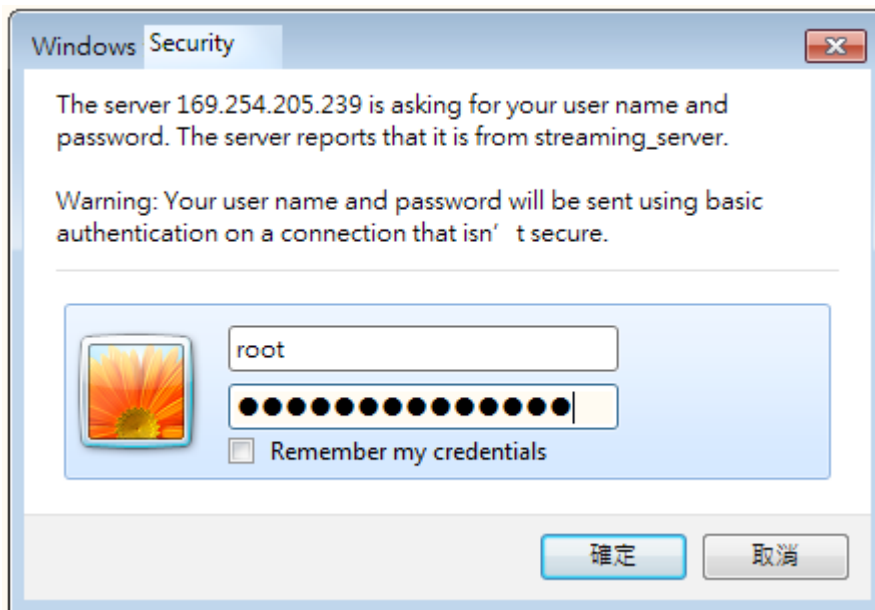 Windows Security
The server 169.254.205.239 is asking for your user name and
password. The server reports that it is from streaming_server.
Warning: Your user name and password will be sent using basic
authentication on a connection that isn’ t secure.
root
●●●●●●●●●●●●●●
Remember my credentials
確定 取消